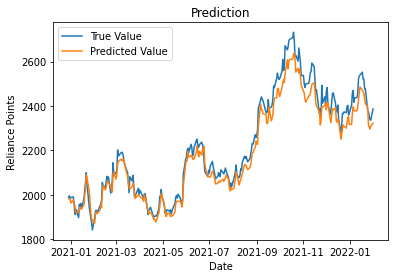 Prediction
True Value
Predicted Value
Reliance Points
2600
2400
2200
2000
1800
2021-01 2021-03 2021-05 2021-07 2021-09 2021-11 2022-01
Date